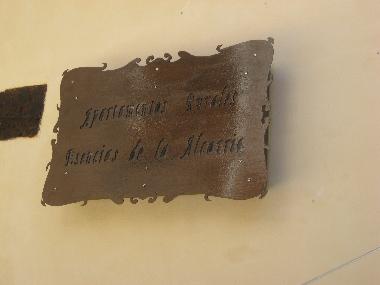 Apartamentos Rurales
Esencias de la Alcarria